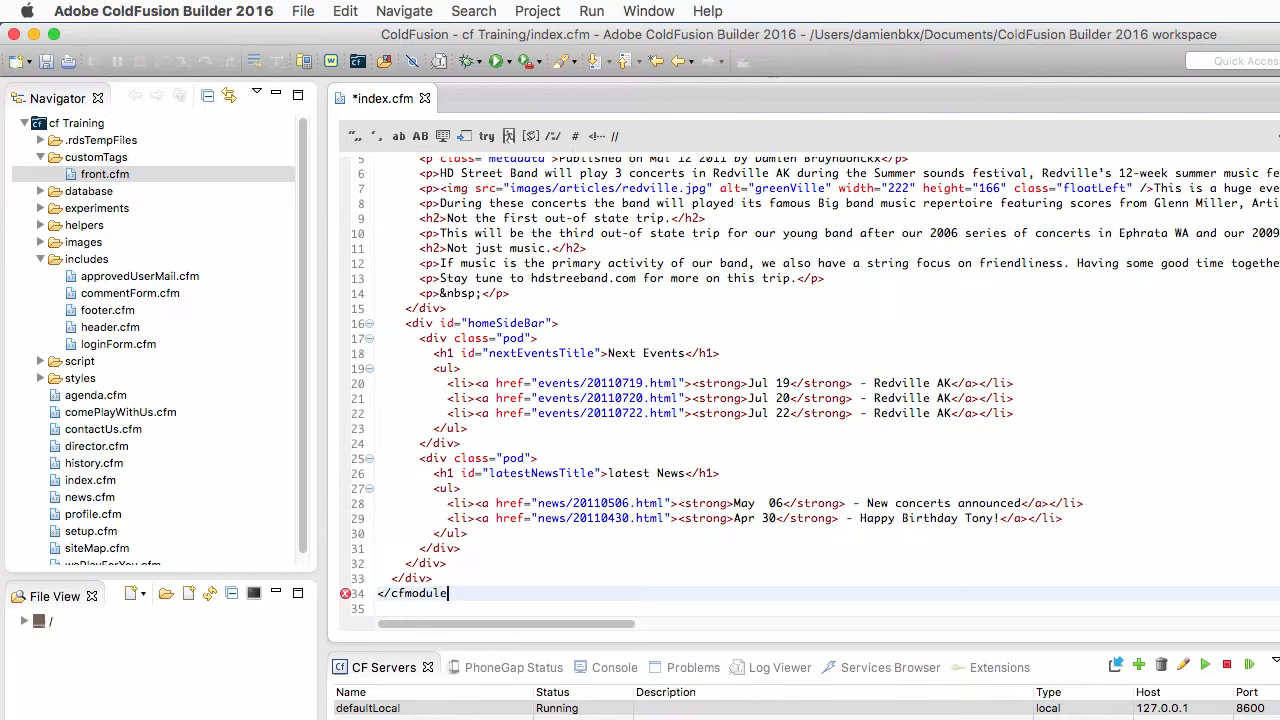 Adobe ColdFusion Builder 2016 File Edit Navigate Search Project Run Window Help
ColdFusion - cf Training/index.cfm - Adobe ColdFusion Builder 2016 - /Users/damienbkx/Documents/ColdFusion Builder 2016 workspace
Quick Acces
Navigator
cf Training
.rdsTempFiles
customTags
front.cfm
database
experiments
helpers
images
includes
approvedUserMail.cfm
commentForm.cfm
footer.cfm
header.cfm
loginForm.cfm
script
styles
agenda.cfm
comePlayWithUs.cfm
contactUs.cfm
director.cfm
history.cfm
index.cfm
news.cfm
profile.cfm
setup.cfm
siteMap.cfm
wePlayForYou.cfm
File View
/
*index.cfm
" „ ' , ab AB try /*/ # <!-- //
5 <p class="metadata">Published on Mai 12 2011 by Damien Bruyndonckx</p>
6 <p>HD Street Band will play 3 concerts in Redville AK during the Summer sounds festival, Redville’s 12-week summer music fe
7 <p><img src="images/articles/redville.jpg" alt="greenVille" width="222" height="166" class="floatLeft" />This is a huge eve
8 <p>During these concerts the band will played its famous Big band music repertoire featuring scores from Glenn Miller, Arti
9 <h2>Not the first out-of state trip.</h2>
10 <p>This will be the third out-of state trip for our young band after our 2006 series of concerts in Ephrata WA and our 2009
11 <h2>Not just music.</h2>
12 <p>If music is the primary activity of our band, we also have a string focus on friendliness. Having some good time togethe
13 <p>Stay tune to hdstreeband.com for more on this trip.</p>
14 <p>&nbsp;</p>
15 </div>
16 <div id="homeSideBar">
17 <div class="pod">
18 <h1 id="nextEventsTitle">Next Events</h1>
19 <ul>
20 <li><a href="events/20110719.html"><strong>Jul 19</strong> - Redville AK</a></li>
21 <li><a href="events/20110720.html"><strong>Jul 20</strong> - Redville AK</a></li>
22 <li><a href="events/20110722.html"><strong>Jul 22</strong> - Redville AK</a></li>
23 </ul>
24 </div>
25 <div class="pod">
26 <h1 id="latestNewsTitle">latest News</h1>
27 <ul>
28 <li><a href="news/20110506.html"><strong>May  06</strong> - New concerts announced</a></li>
29 <li><a href="news/20110430.html"><strong>Apr 30</strong> - Happy Birthday Tony!</a></li>
30 </ul>
31 </div>
32 </div>
33 </div>
34 </cfmodule
35
CF Servers PhoneGap Status Console Problems Log Viewer Services Browser Extensions
Name Status Description Type Host Port
defaultLocal Running local 127.0.0.1 8600